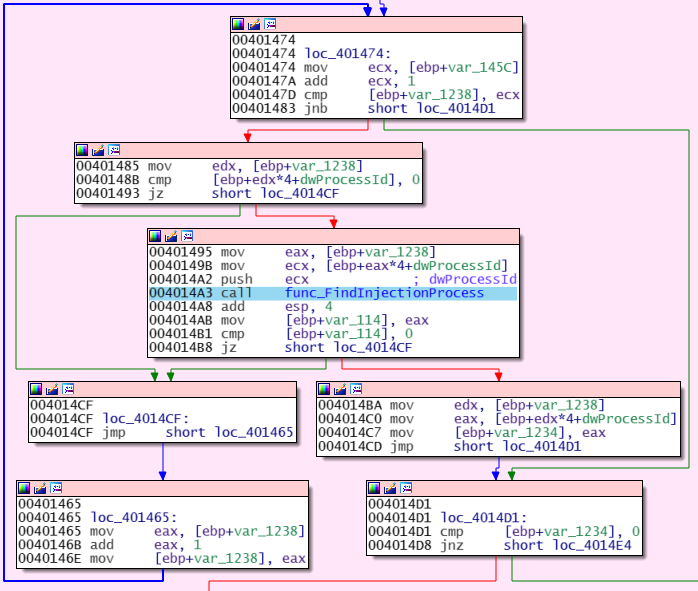 00401474
00401474 loc_401474:
00401474 mov ecx, [ebp+var_145C]
0040147A add ecx, 1
0040147D cmp [ebp+var_1238], ecx
00401483 jnb short loc_4014D1
00401485 mov edx, [ebp+var_1238]
0040148B cmp [ebp+edx*4+dwProcessId], 0
00401493 jz short loc_4014CF
00401495 mov eax, [ebp+var_1238]
0040149B mov ecx, [ebp+eax*4+dwProcessId]
004014A2 push ecx ; dwProcessId
004014A3 call func_FindInjectionProcess
004014A8 add esp, 4
004014AB mov [ebp+var_114], eax
004014B1 cmp [ebp+var_114], 0
004014B8 jz short loc_4014CF
004014CF
004014CF loc_4014CF:
004014CF jmp short loc_401465
004014BA mov edx, [ebp+var_1238]
004014C0 mov eax, [ebp+edx*4+dwProcessId]
004014C7 mov [ebp+var_1234], eax
004014CD jmp short loc_4014D1
00401465
00401465 loc_401465:
00401465 mov eax, [ebp+var_1238]
0040146B add eax, 1
0040146E mov [ebp+var_1238], eax
004014D1
004014D1 loc_4014D1:
004014D1 cmp [ebp+var_1234], 0
004014D8 jnz short loc_4014E4